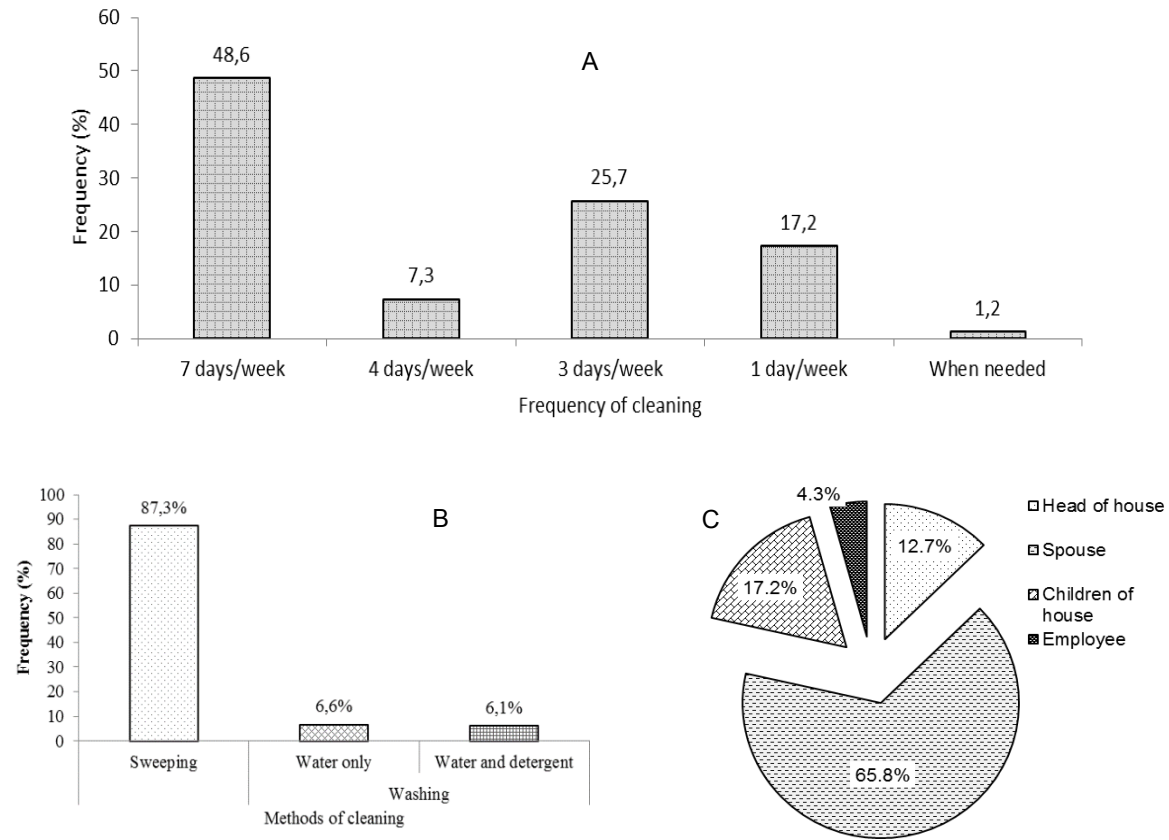 A
Frequency (%)
60
50
40
30
20
10
0
48,6
7,3
25,7
17,2
1,2
7 days/week
4 days/week
3 days/week
1 day/week
When needed
Frequency of cleaning
B
Frequency (%)
100
90
80
70
60
50
40
30
20
10
0
87,3%
6,6%
6,1%
Sweeping
Water only
Water and detergent
Washing
Methods of cleaning
C
4.3%
12.7%
17.2%
65.8%
Head of house
Spouse
Children of
house
Employee